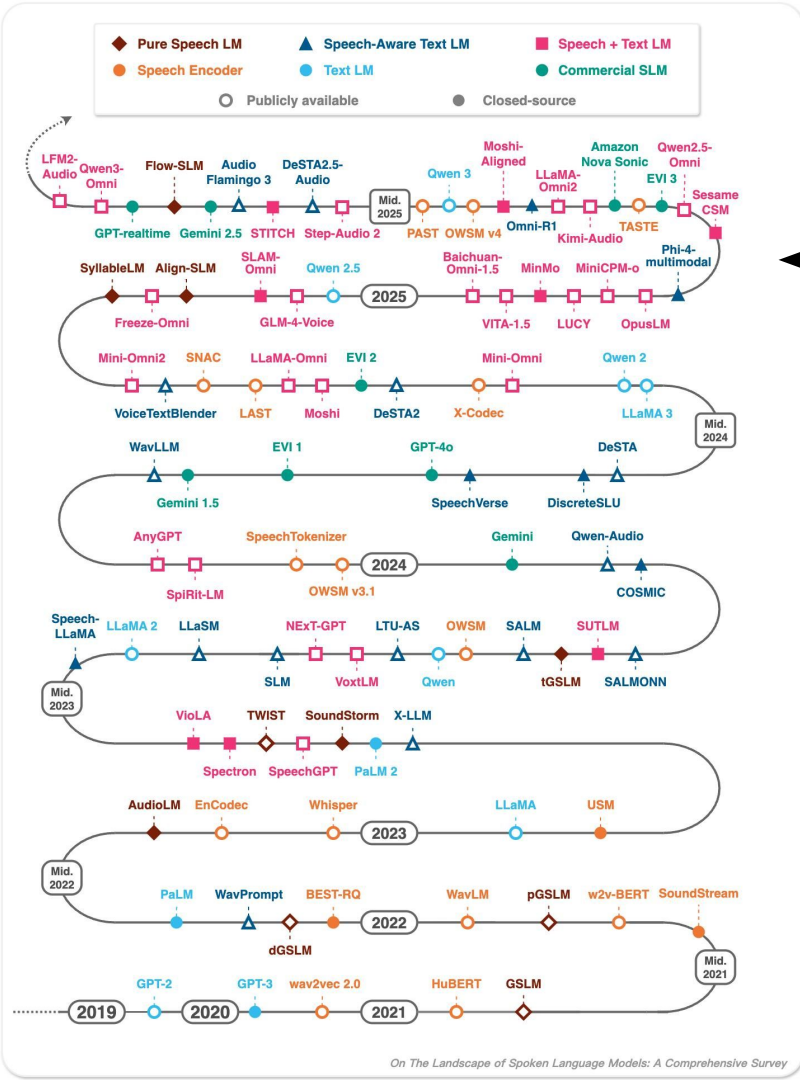 Pure Speech LM
Speech-Aware Text LM
Speech + Text LM
Speech Encoder
Text LM
Commercial SLM
Publicly available
Closed-source
LFM2-
Audio
Qwen3-
Omni
Flow-SLM
Audio
Flamingo 3
DeSTA2.5-
Audio
Qwen 3
Moshi-
Aligned
LLaMA-
Omni2
Amazon
Nova Sonic
EVI 3
Qwen2.5-
Omni
Sesame
CSM
Mid.
2025
GPT-realtime
Gemini 2.5
STITCH
Step-Audio 2
PAST
OWSM v4
Omni-R1
Kimi-Audio
TASTE
Phi-4-
multimodal
SyllableLM
Align-SLM
SLAM-
Omni
Qwen 2.5
Baichuan-
Omni-1.5
MinMo
MiniCPM-o
2025
Freeze-Omni
GLM-4-Voice
VITA-1.5
LUCY
OpusLM
Mini-Omni2
SNAC
LLaMA-Omni
EVI 2
Mini-Omni
Qwen 2
VoiceTextBlender
LAST
Moshi
DeSTA2
X-Codec
LLaMA 3
Mid.
2024
WavLLM
EVI 1
GPT-4o
DeSTA
Gemini 1.5
SpeechVerse
DiscreteSLU
AnyGPT
SpeechTokenizer
Gemini
Qwen-Audio
2024
SpiRit-LM
OWSM v3.1
COSMIC
Speech-
LLaMA
LLaMA 2
LLaSM
NExT-GPT
LTU-AS
OWSM
SALM
SUTLM
SLM
VoxtLM
Qwen
tGSLM
SALMONN
Mid.
2023
VioLA
TWIST
SoundStorm
X-LLM
Spectron
SpeechGPT
PaLM 2
AudioLM
EnCodec
Whisper
LLaMA
USM
2023
Mid.
2022
PaLM
WavPrompt
BEST-RQ
WavLM
pGSLM
w2v-BERT
SoundStream
2022
dGSLM
Mid.
2021
GPT-2
GPT-3
wav2vec 2.0
HuBERT
GSLM
2019
2020
2021
On The Landscape of Spoken Language Models: A Comprehensive Survey